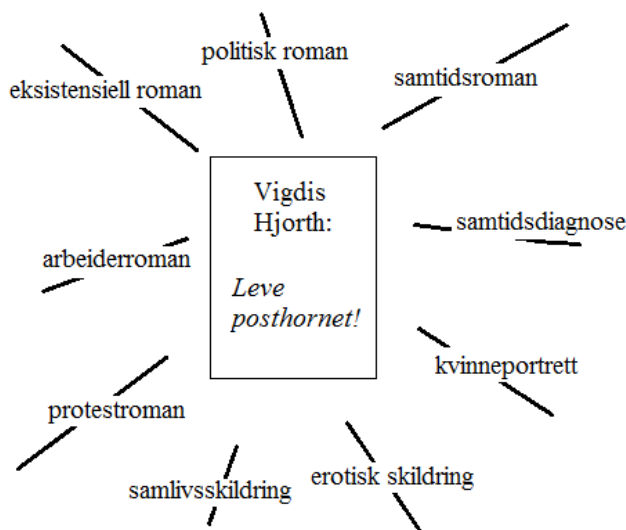 politisk roman
eksistensiell roman
samtidsroman
Vigdis
Hjorth:
Leve
posthornet!
samtidsdiagnose
arbeiderroman
kvinneportrett
protestroman
samlivsskildring
erotisk skildring